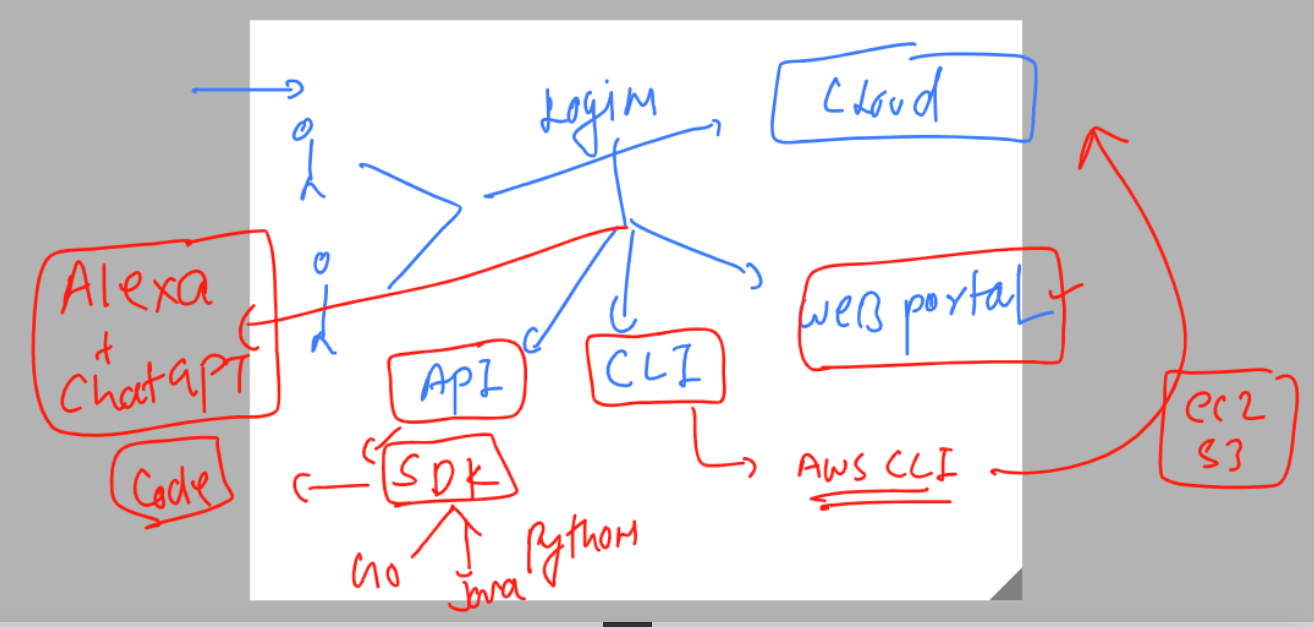 Login
Cloud
Alexa
+
ChatGPT
Web portal
API
CLI
ec2
S3
Code
SDK
AWS CLI
Go
Java
Python